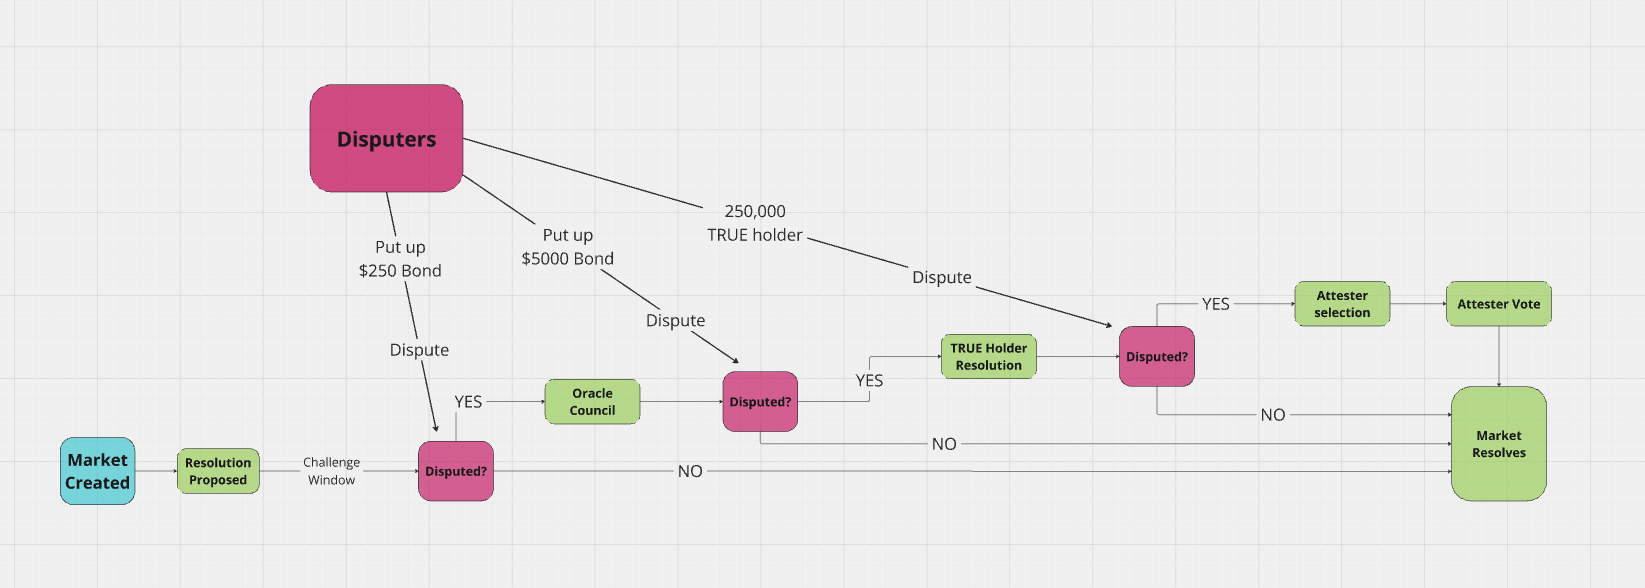 Disputers
250,000
TRUE holder
Put up
$5000 Bond
Put up
$250 Bond
Dispute
Dispute
Dispute
YES
Attester
selection
Attester Vote
TRUE Holder
Resolution
Disputed?
YES
Oracle
Council
Disputed?
YES
NO
Market
Resolves
NO
Market
Created
Resolution
Proposed
Challenge
Window
Disputed?
NO